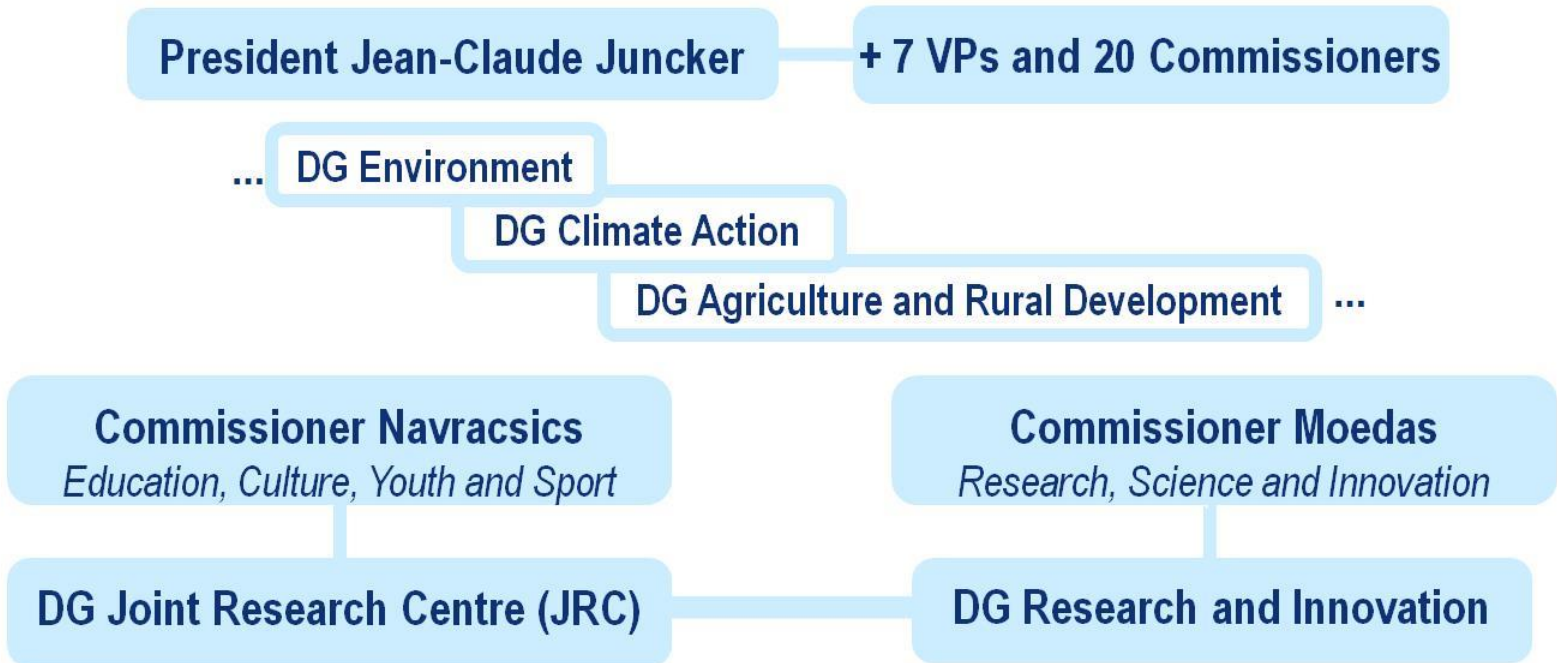 President Jean-Claude Juncker
+ 7 VPs and 20 Commissioners
... DG Environment
DG Climate Action
DG Agriculture and Rural Development ...
Commissioner Navracsics
Education, Culture, Youth and Sport
Commissioner Moedas
Research, Science and Innovation
DG Joint Research Centre (JRC)
DG Research and Innovation